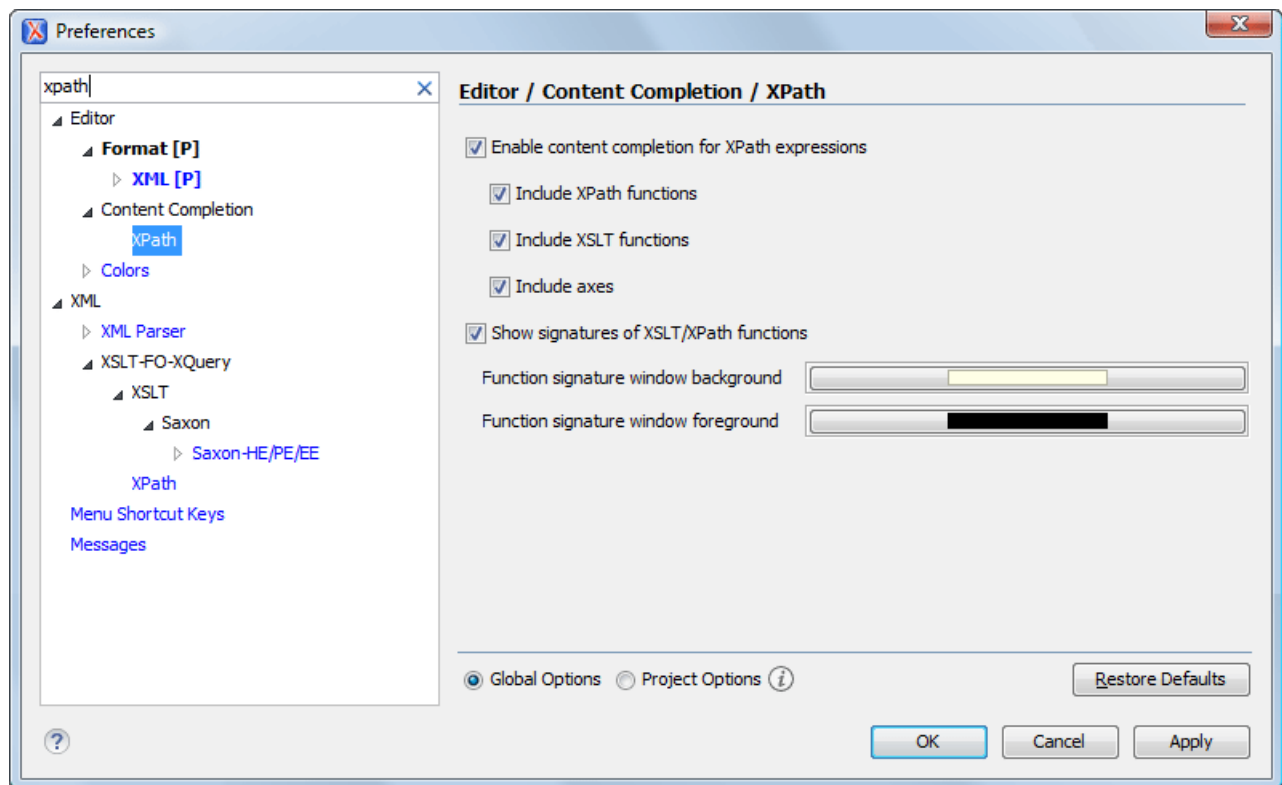 Preferences
xpath
Editor
Format [P]
XML [P]
Content Completion
XPath
Colors
XML
XML Parser
XSLT-FO-XQuery
XSLT
Saxon
Saxon-HE/PE/EE
XPath
Menu Shortcut Keys
Messages
Editor / Content Completion / XPath
Enable content completion for XPath expressions
Include XPath functions
Include XSLT functions
Include axes
Show signatures of XSLT/XPath functions
Function signature window background
Function signature window foreground
Global Options Project Options i
Restore Defaults
? OK Cancel Apply